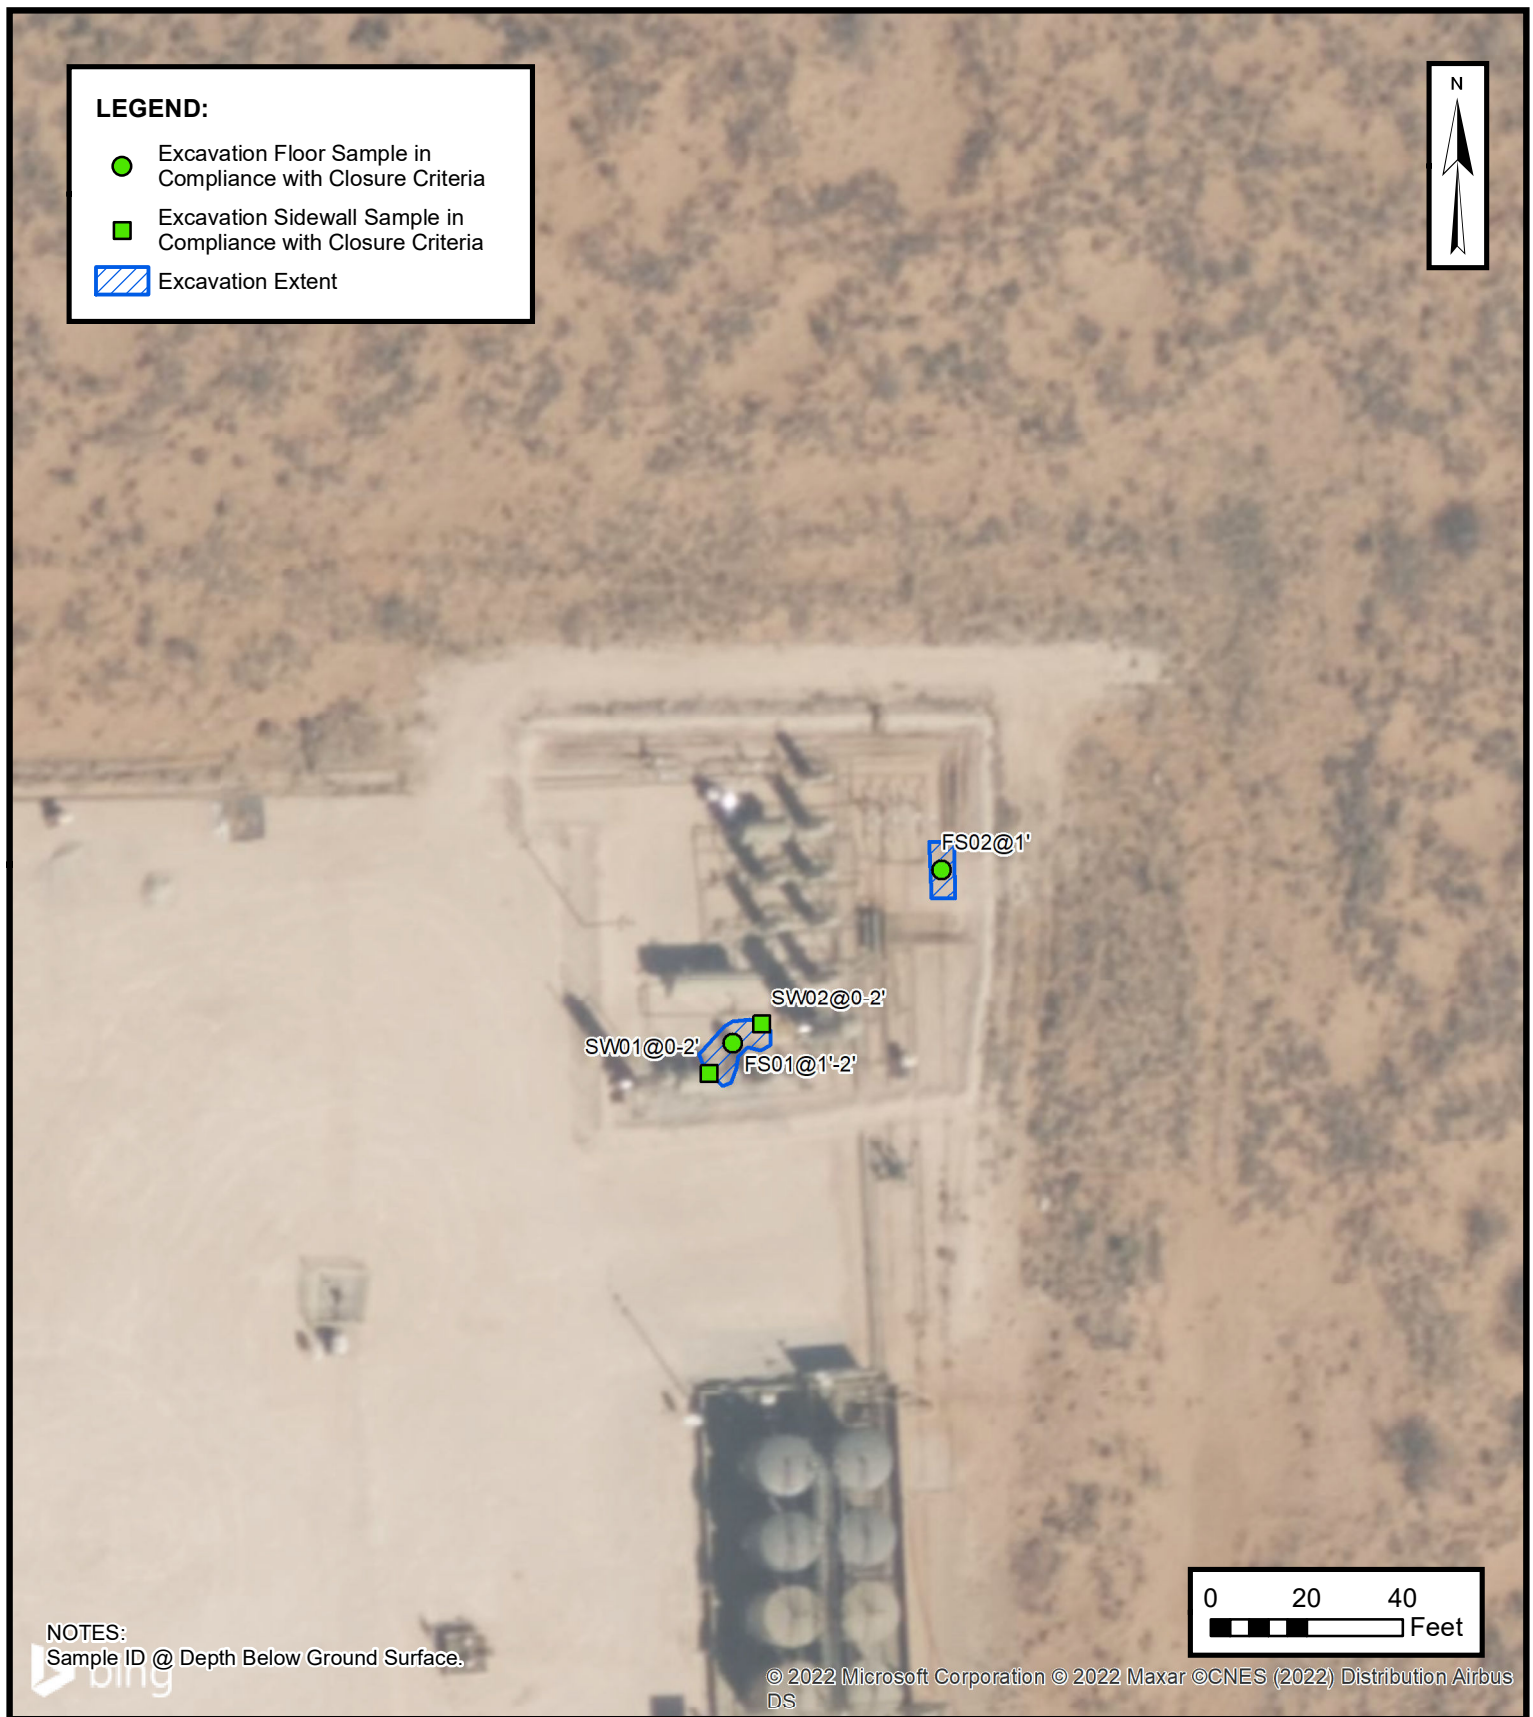 LEGEND:
Excavation Floor Sample in
Compliance with Closure Criteria
Excavation Sidewall Sample in
Compliance with Closure Criteria
Excavation Extent
N
FS02@1'
SW02@0-2'
SW01@0-2'
FS01@1'-2'
0 20 40
Feet
NOTES:
Sample ID @ Depth Below Ground Surface.
bing
© 2022 Microsoft Corporation © 2022 Maxar ©CNES (2022) Distribution Airbus
DS